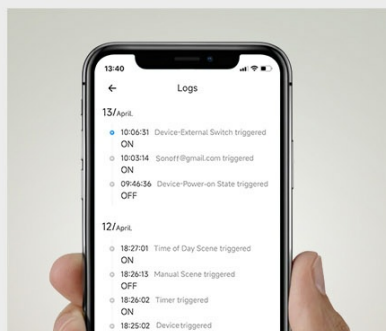 13:40
Logs
13/April.
10:06:31 Device-External Switch triggered
ON
10:03:14 Sonoff@gmail.com triggered
ON
09:46:36 Device-Power-on State triggered
OFF
12/April.
18:27:01 Time of Day Scene triggered
ON
18:26:13 Manual Scene triggered
OFF
18:26:02 Timer triggered
ON
18:25:02 Device triggered